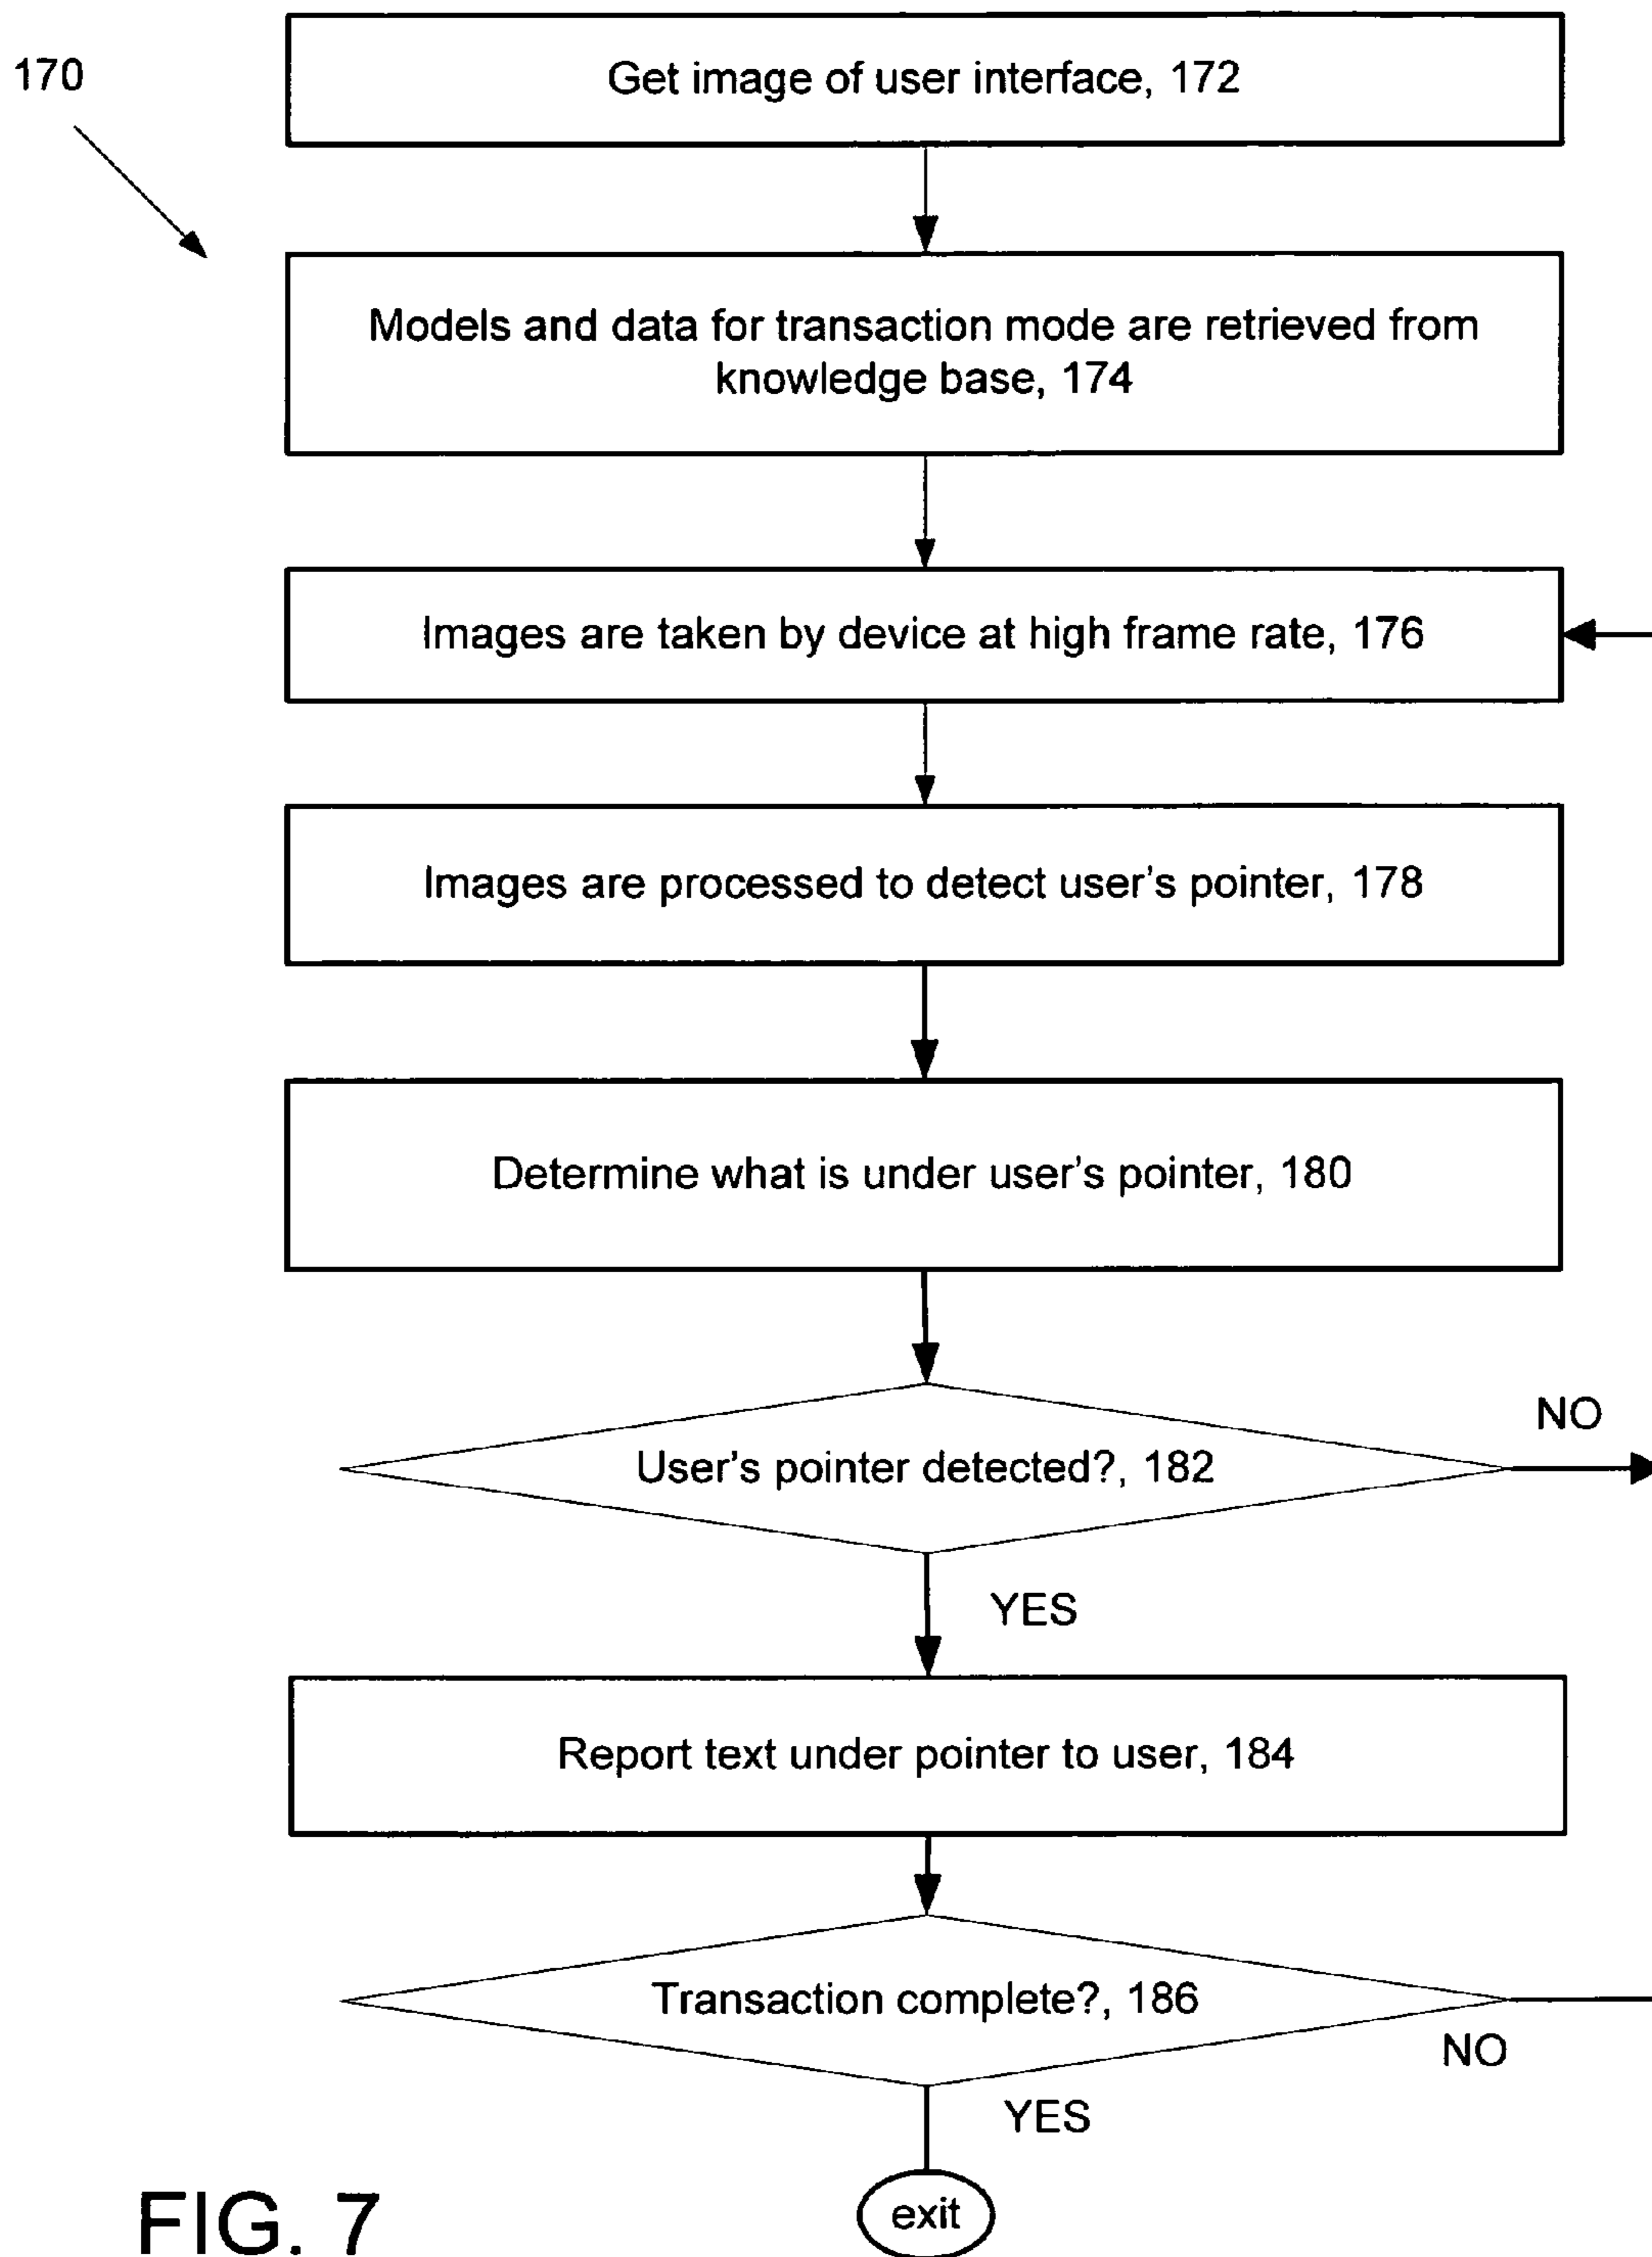 170
Get image of user interface, 172
Models and data for transaction mode are retrieved from
knowledge base, 174
Images are taken by device at high frame rate, 176
Images are processed to detect user's pointer, 178
Determine what is under user's pointer, 180
NO
User's pointer detected?, 182
YES
Report text under pointer to user, 184
Transaction complete?, 186
NO
YES
exit
FIG. 7